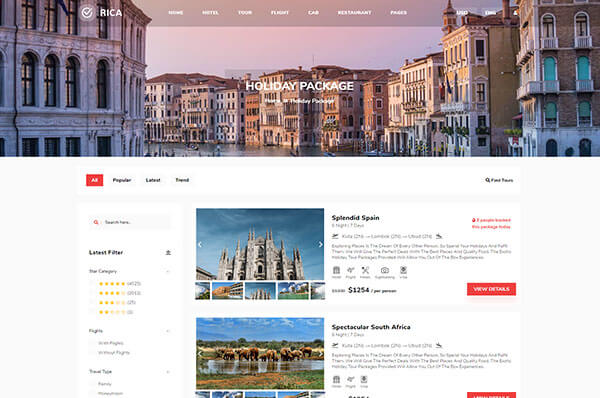 RICA
HOME HOTEL TOUR FLIGHT CAB RESTAURANT PAGES USD ENG
HOLIDAY PACKAGE
Home Holiday Package
All Popular Latest Trend Find Tours
Search here..
Latest Filter
Star Category
(4525)
(2)
(25)
(1)
Flights
With Flights
Without Flights
Travel Type
Family
Honeymoon
Splendid Spain
6 Night | 7 Days
8 people booked
this package today
Kuta (2N) → Lombok (2N) → Ubud (2N)
Exploring Places Is The Dream Of Every Other Person, So Spend Your Holidays And Fulfil
Them. We Will Give The Perfect Deals With The Best Places And Quality Food. The Exotic
Holiday Tour Packages Provided Will Allow You Out Of The Box Experiences.
Hotel Flight Meals Sightseeing Visa
$1254 / per person
VIEW DETAILS
Spectacular South Africa
6 Night | 7 Days
Kuta (2N) → Lombok (2N) → Ubud (2N)
Exploring Places Is The Dream Of Every Other Person, So Spend Your Holidays And Fulfil
Them. We Will Give The Perfect Deals With The Best Places And Quality Food. The Exotic
Holiday Tour Packages Provided Will Allow You Out Of The Box Experiences.
Hotel Flight Visa